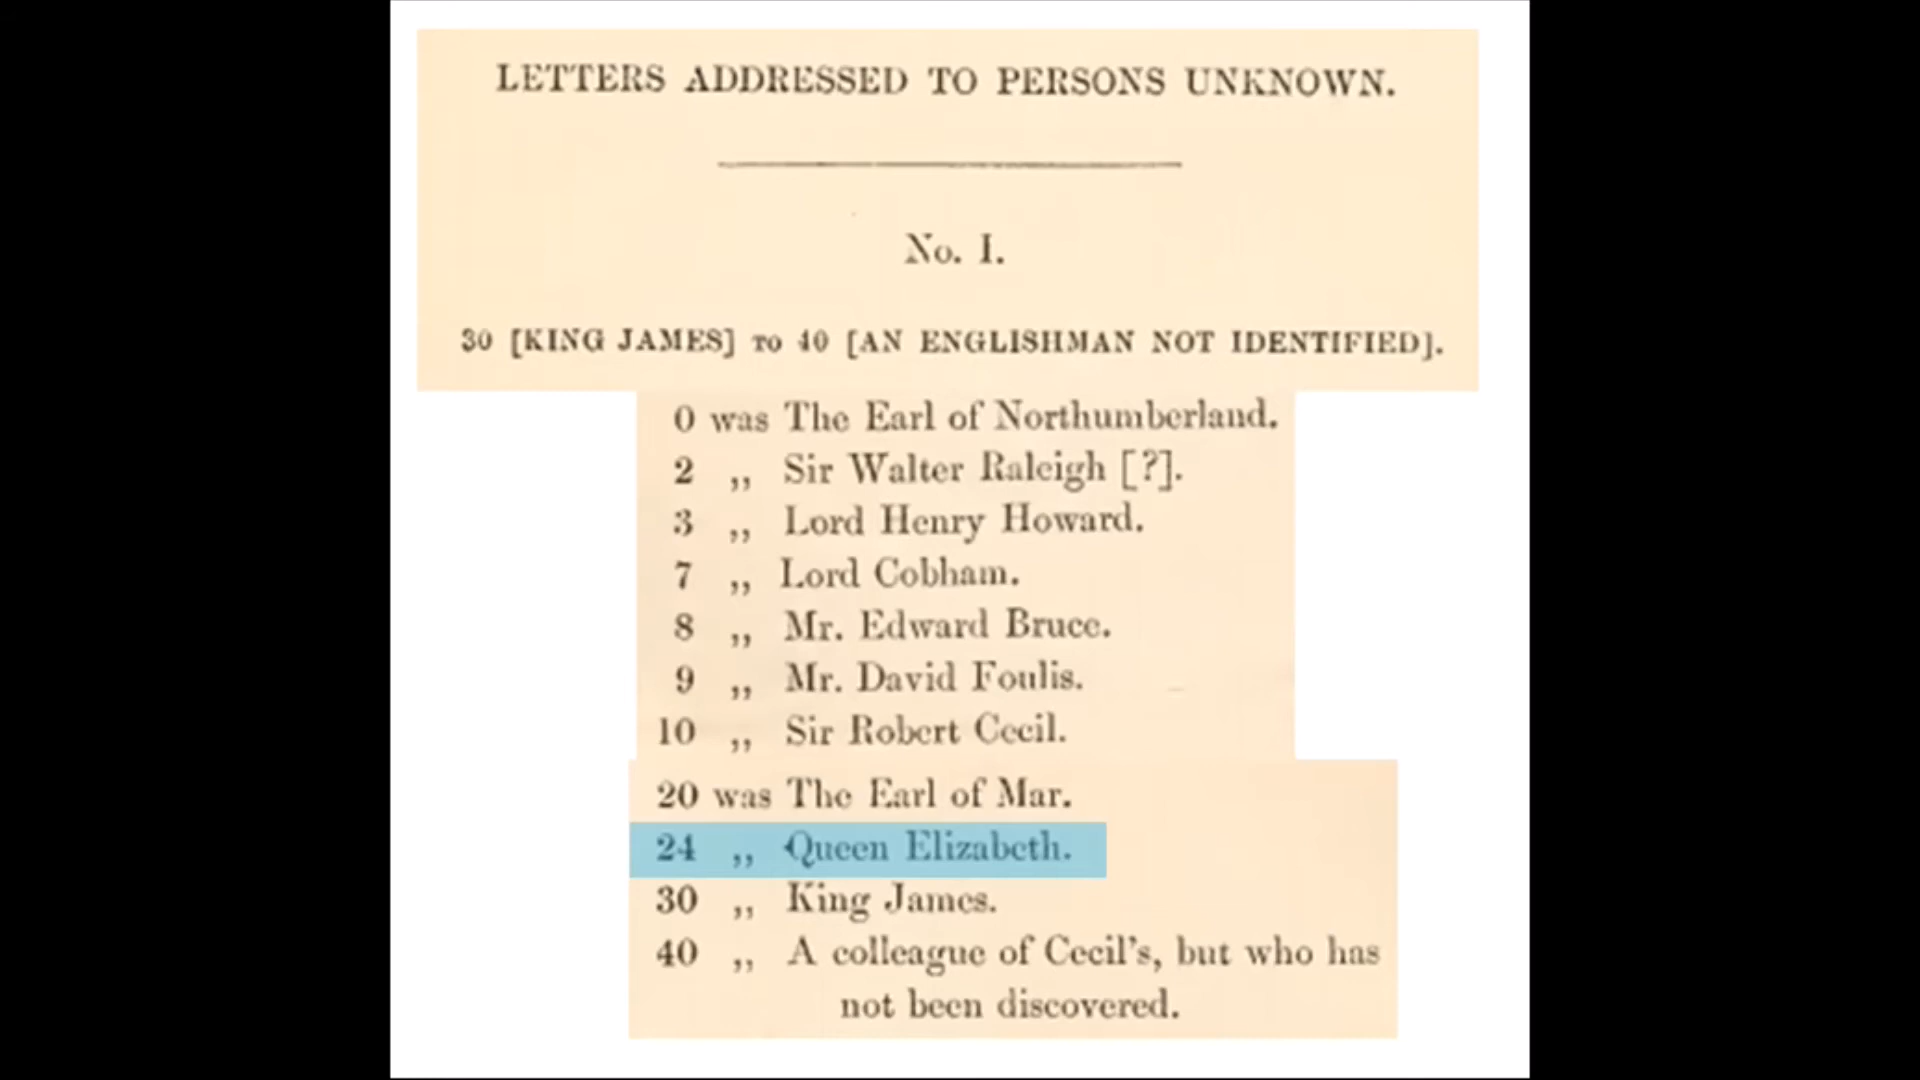 LETTERS ADDRESSED TO PERSONS UNKNOWN.
No. I.
30 [KING JAMES] TO 40 [AN ENGLISHMAN NOT IDENTIFIED].
0 was The Earl of Northumberland.
2 ,, Sir Walter Raleigh [?].
3 ,, Lord Henry Howard.
7 ,, Lord Cobham.
8 ,, Mr. Edward Bruce.
9 ,, Mr. David Foulis.
10 ,, Sir Robert Cecil.
20 was The Earl of Mar.
24 ,, Queen Elizabeth.
30 ,, King James.
40 ,, A colleague of Cecil's, but who has
not been discovered.